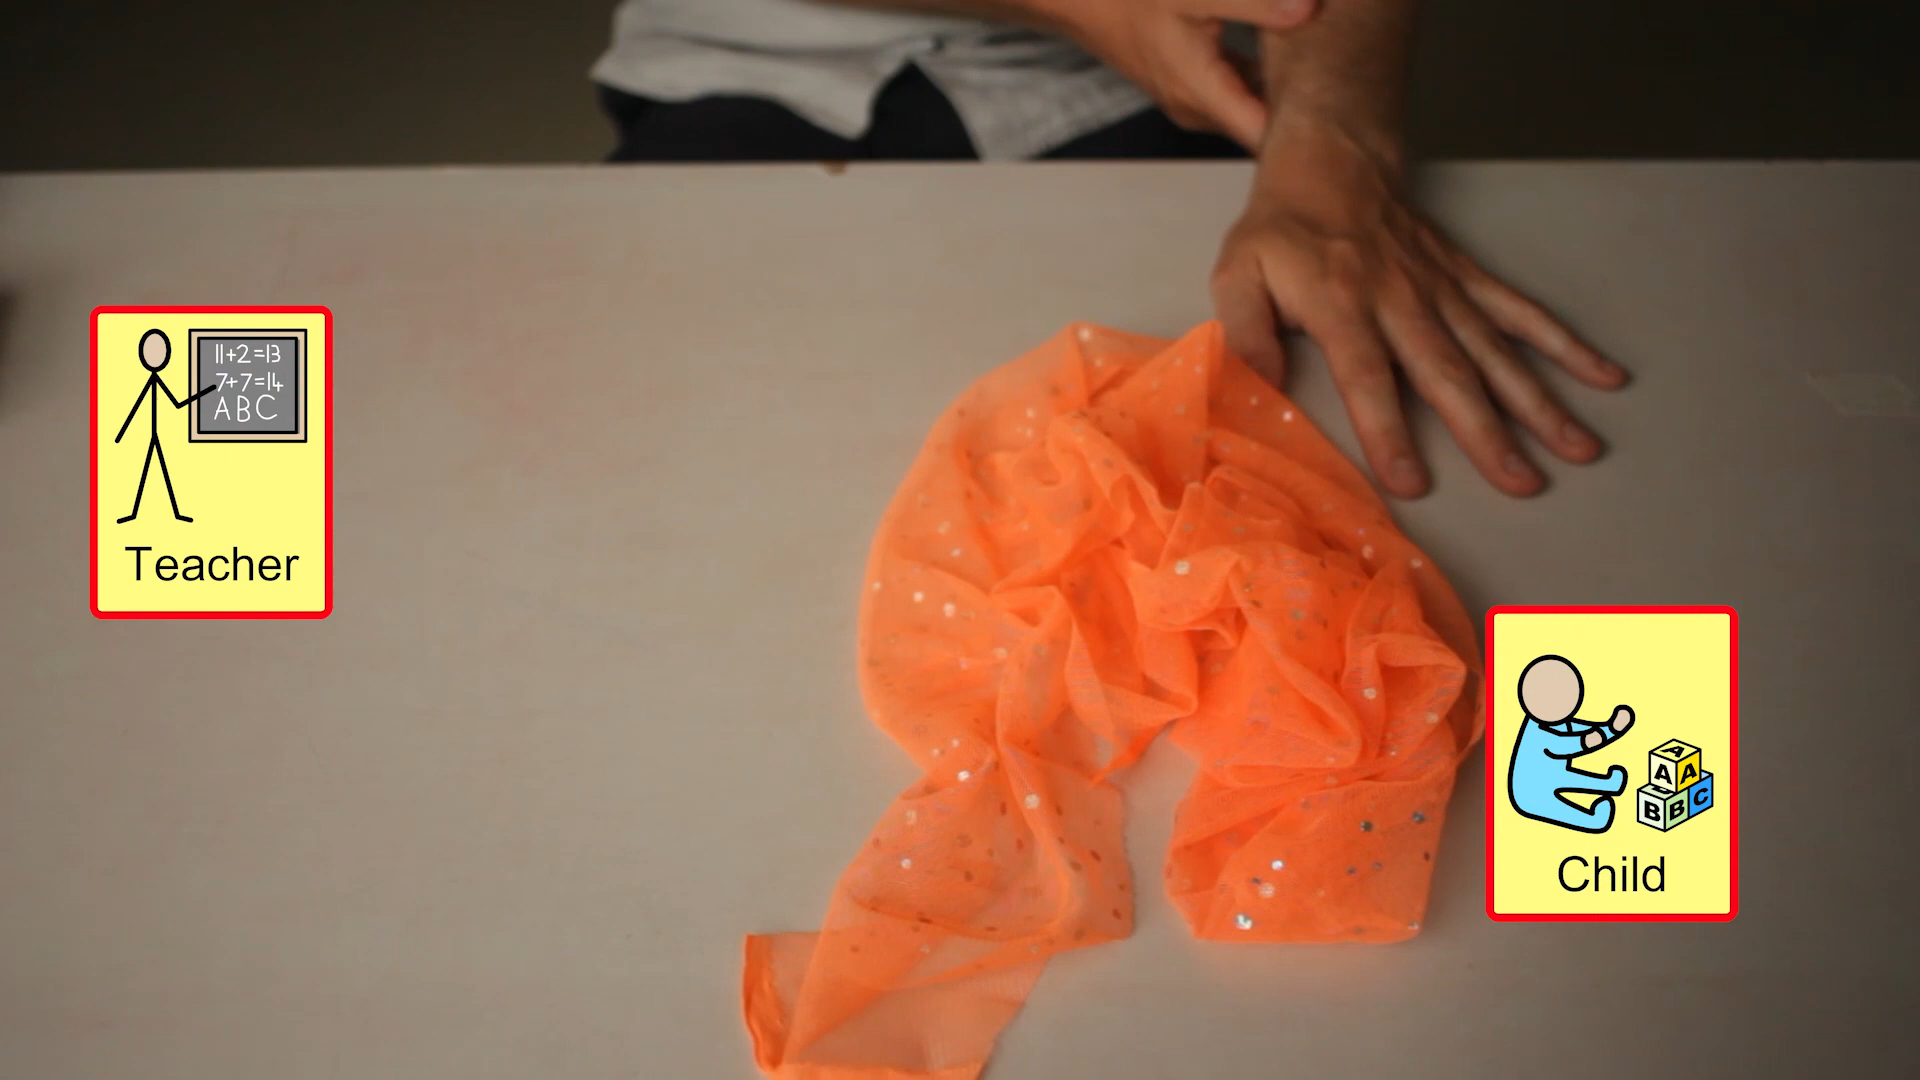 11+2=13
7+7=14
ABC
Teacher
A A
B B C
Child